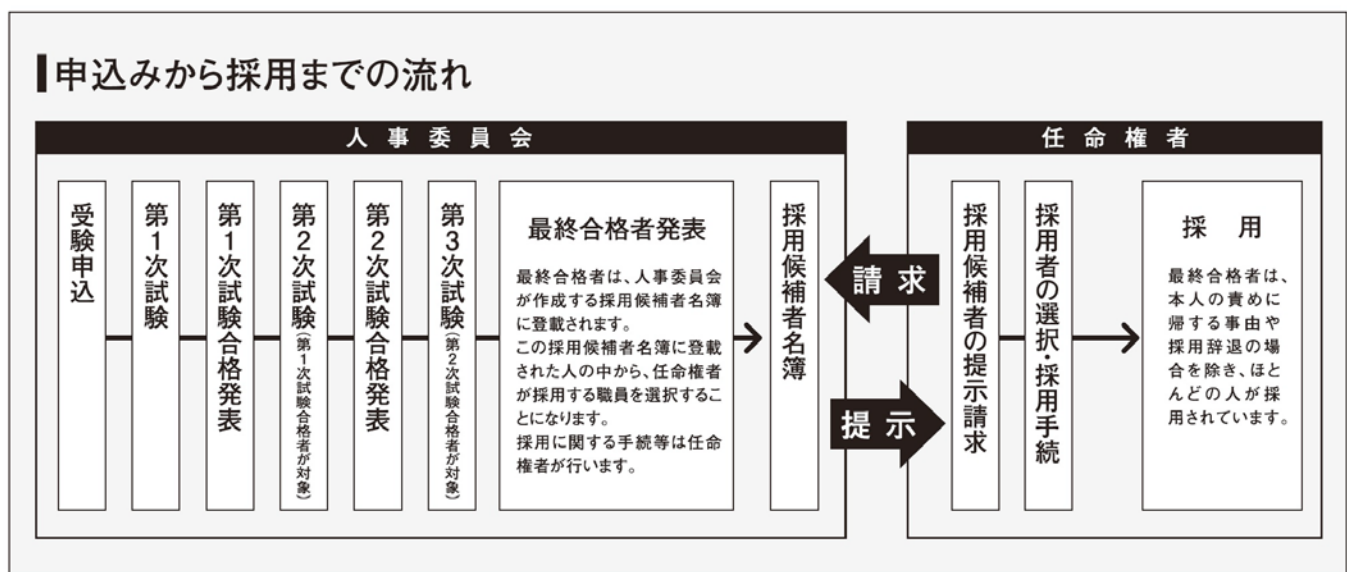 申込みから採用までの流れ
人事委員会
受験申込
第1次試験
第1次試験合格発表
第2次試験(第1次試験合格者が対象)
第2次試験合格発表
第3次試験(第2次試験合格者が対象)
最終合格者発表
最終合格者は、人事委員会
が作成する採用候補者名簿
に登載されます。
この採用候補者名簿に登載
された人の中から、任命権者
が採用する職員を選択するこ
とになります。
採用に関する手続等は任命
権者が行います。
採用候補者名簿
請求
提示
任命権者
採用候補者の提示請求
採用者の選択・採用手続
採用
最終合格者は、
本人の責めに
帰する事由や
採用辞退の場
合を除き、ほと
んどの人が採
用されています。